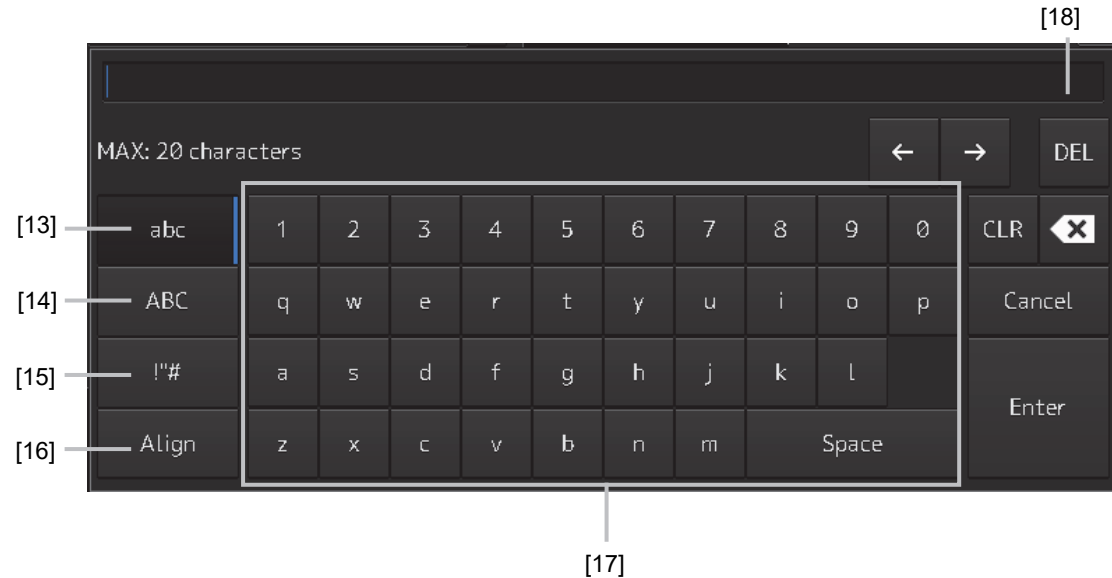 [18]
MAX: 20 characters ← → DEL
[13] abc 1 2 3 4 5 6 7 8 9 0 CLR
[14] ABC q w e r t y u i o p Cancel
[15] !"# a s d f g h j k l
Enter
[16] Align z x c v b n m Space
[17]